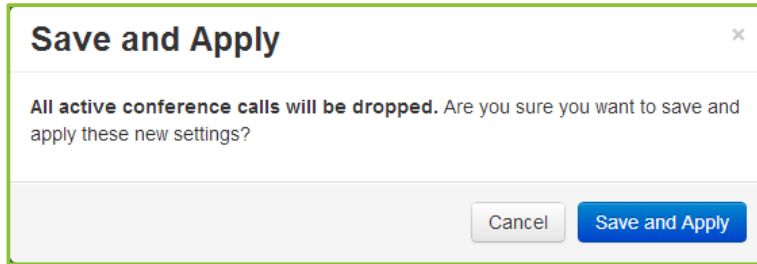 Save and Apply
×
All active conference calls will be dropped. Are you sure you want to save and
apply these new settings?
Cancel
Save and Apply